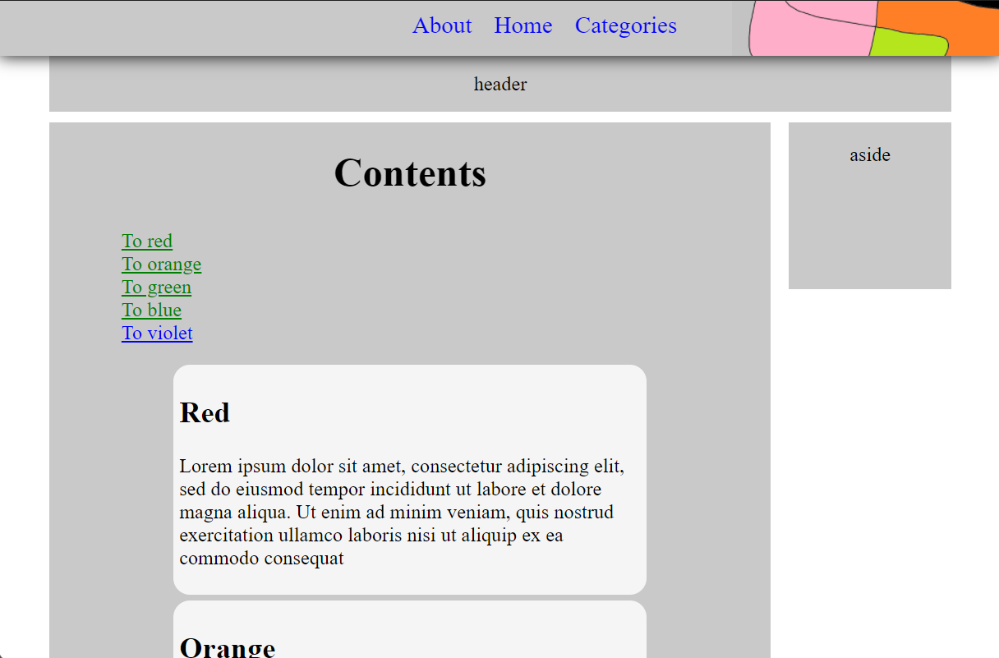 About Home Categories
header
Contents
aside
To red
To orange
To green
To blue
To violet
Red
Lorem ipsum dolor sit amet, consectetur adipiscing elit,
sed do eiusmod tempor incididunt ut labore et dolore
magna aliqua. Ut enim ad minim veniam, quis nostrud
exercitation ullamco laboris nisi ut aliquip ex ea
commodo consequat
Orange